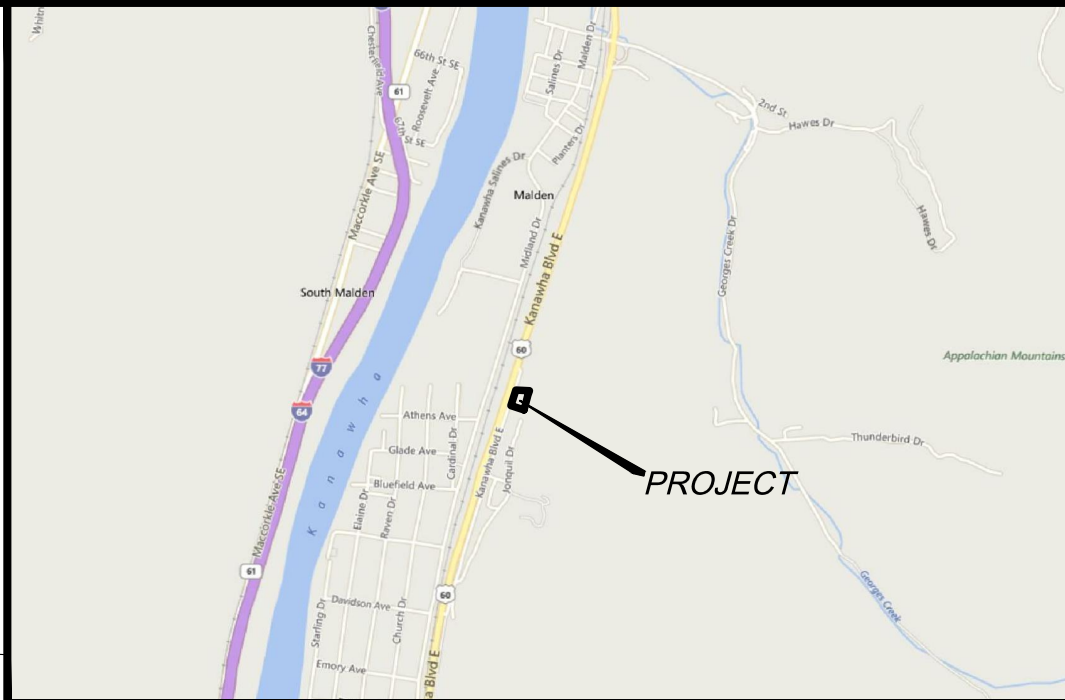 Chesterfield Ave
66th St SE
Roosevelt Ave
61
67th St SE
Maccorkle Ave SE
South Malden
77
64
Maccorkle Ave SE
61
Kanawha
Salines Dr
Malden Dr
Planters Dr
Kanawha Salines Dr
Malden
Midland Dr
Kanawha Blvd E
60
2nd St
Hawes Dr
Hawes Dr
Georges Creek Dr
Appalachian Mountains
Thunderbird Dr
Georges Creek
PROJECT
Athens Ave
Glade Ave
Cardinal Dr
Bluefield Ave
Kanawha Blvd E
Jonquil Dr
Elaine Dr
Raven Dr
60
Davidson Ave
Starling Dr
Church Dr
Emory Ave
a Blvd E